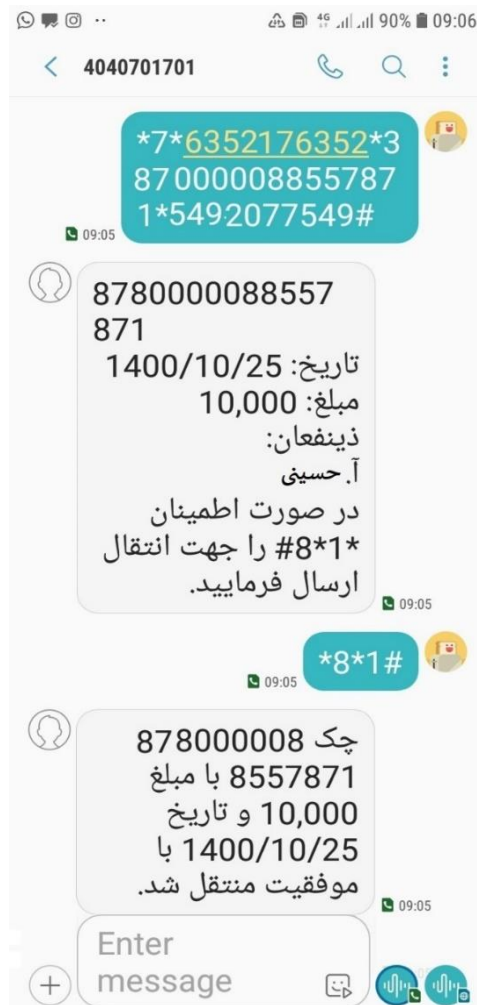 4G 90% 09:06
4040701701
*7*6352176352*3
87000008855787
1*5492077549#
09:05
8780000088557
871
تاریخ: 1400/10/25
مبلغ: 10,000
ذینفعان:
آ. حسینی
در صورت اطمینان
*1*8# را جهت انتقال
ارسال فرمایید.
09:05
*8*1#
09:05
چک 878000008
8557871 با مبلغ
10,000 و تاریخ
1400/10/25 با
موفقیت منتقل شد.
09:05
Enter
message